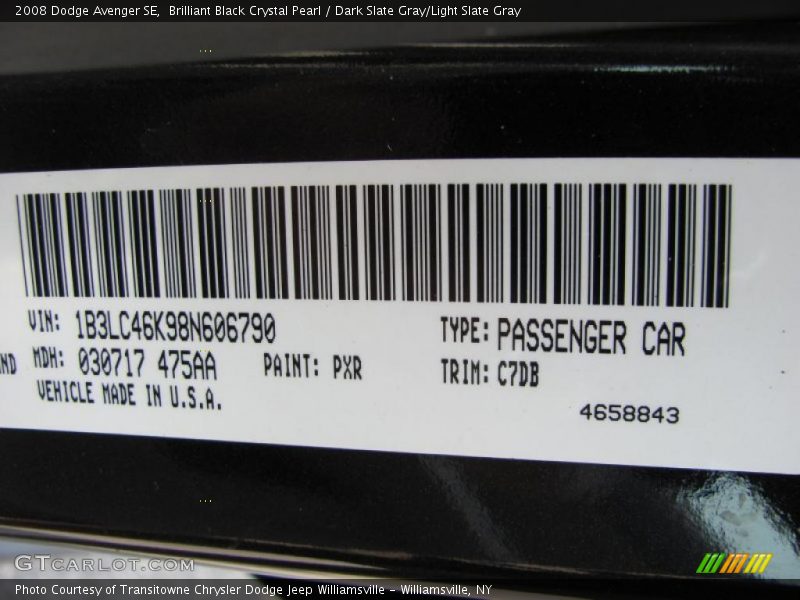 2008 Dodge Avenger SE,  Brilliant Black Crystal Pearl / Dark Slate Gray/Light Slate Gray
VIN: 1B3LC46K98N606790
TYPE: PASSENGER CAR
ND MDH: 030717 475AA
PAINT: PXR
TRIM: C7DB
VEHICLE MADE IN U.S.A.
4658843
GTCARLOT.COM
Photo Courtesy of Transitowne Chrysler Dodge Jeep Williamsville – Williamsville, NY